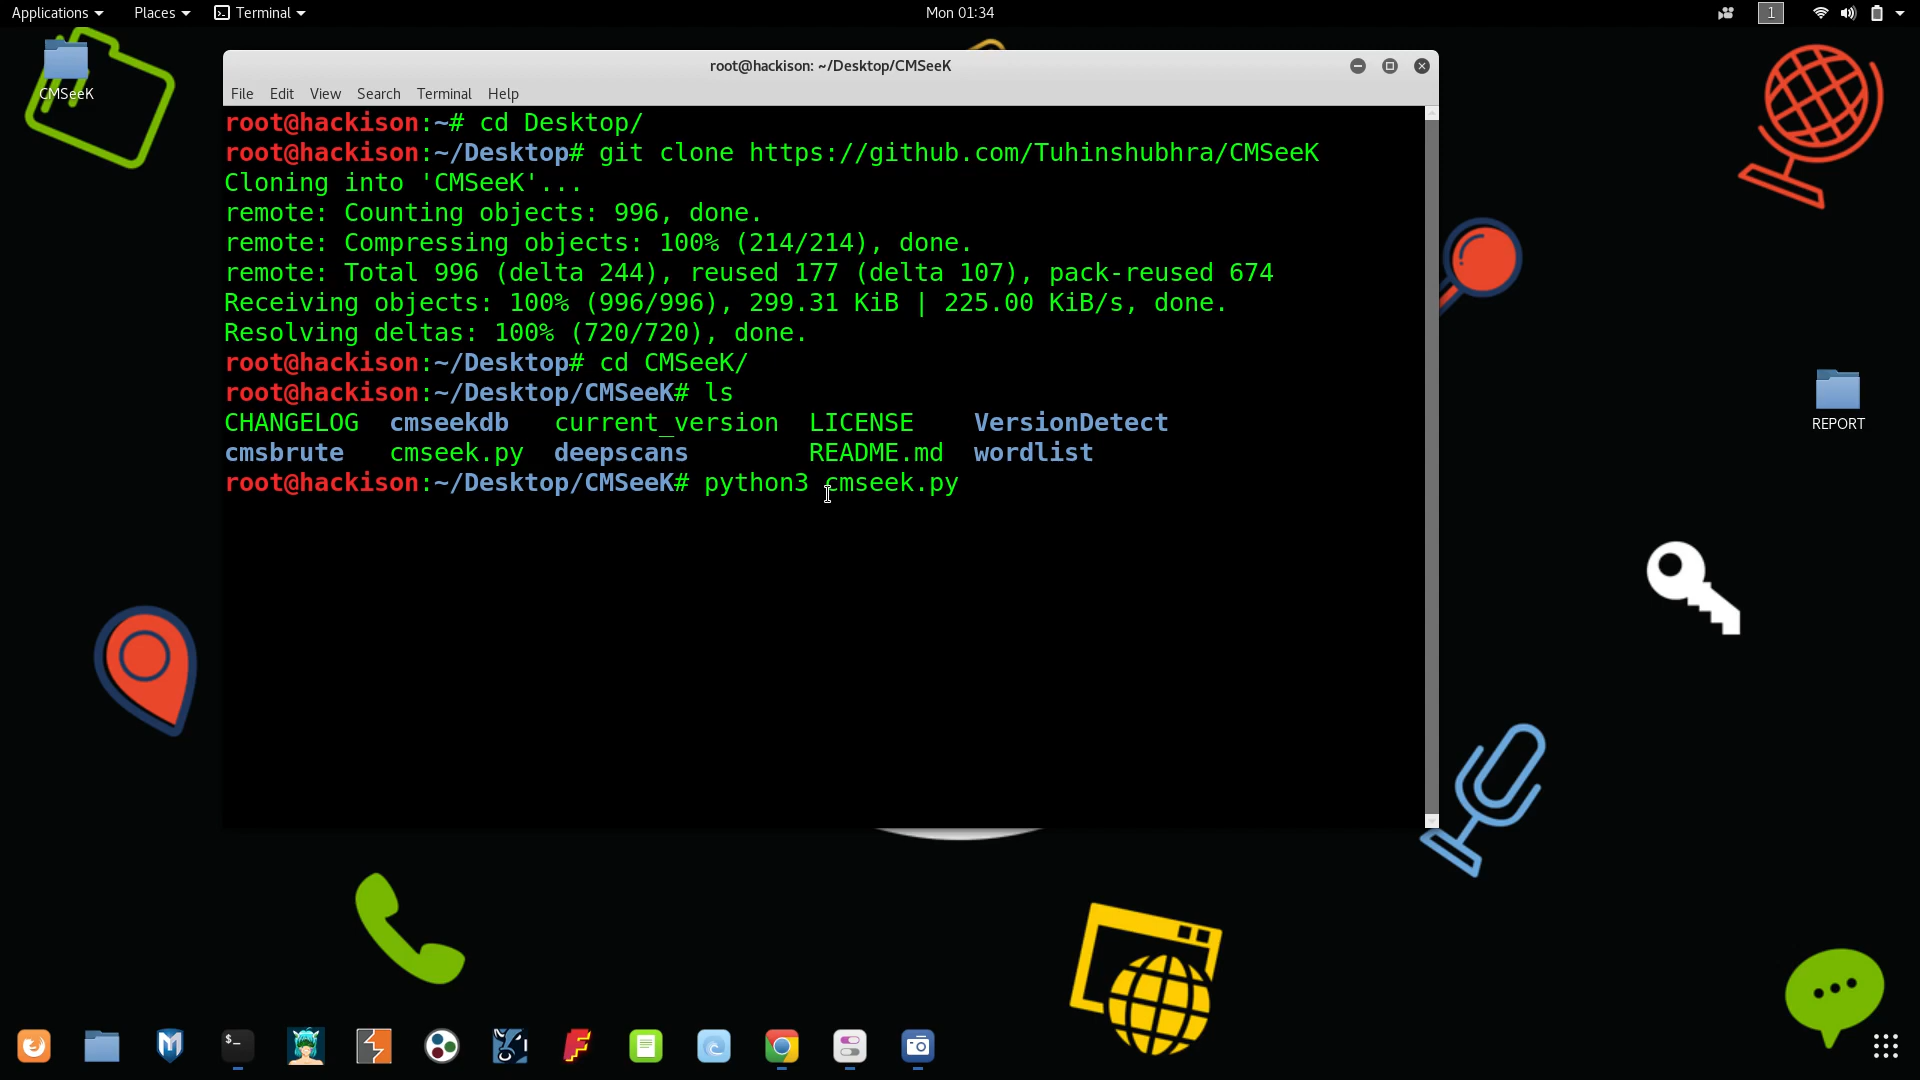 Applications Places Terminal Mon 01:34 1
CMSeeK
root@hackison: ~/Desktop/CMSeeK
File Edit View Search Terminal Help
root@hackison:~# cd Desktop/
root@hackison:~/Desktop# git clone https://github.com/Tuhinshubhra/CMSeeK
Cloning into 'CMSeeK'...
remote: Counting objects: 996, done.
remote: Compressing objects: 100% (214/214), done.
remote: Total 996 (delta 244), reused 177 (delta 107), pack-reused 674
Receiving objects: 100% (996/996), 299.31 KiB | 225.00 KiB/s, done.
Resolving deltas: 100% (720/720), done.
root@hackison:~/Desktop# cd CMSeeK/
root@hackison:~/Desktop/CMSeeK# ls
CHANGELOG cmseekdb current_version LICENSE VersionDetect
cmsbrute cmseek.py deepscans README.md wordlist
root@hackison:~/Desktop/CMSeeK# python3 cmseek.py
REPORT